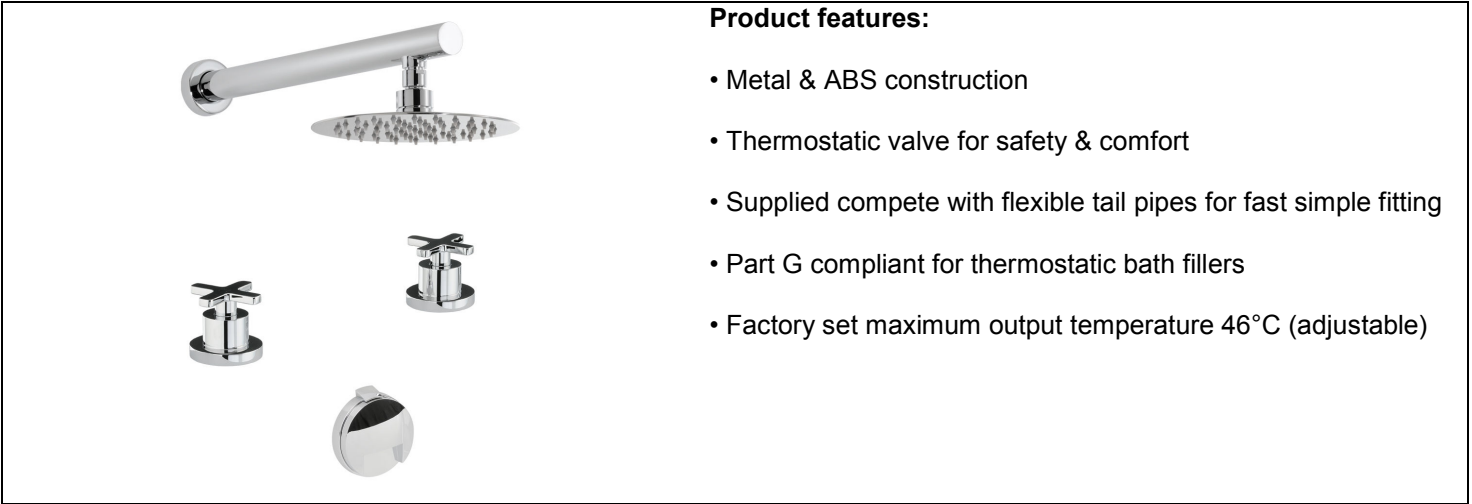 Product features:
• Metal & ABS construction
• Thermostatic valve for safety & comfort
• Supplied compete with flexible tail pipes for fast simple fitting
• Part G compliant for thermostatic bath fillers
• Factory set maximum output temperature 46°C (adjustable)